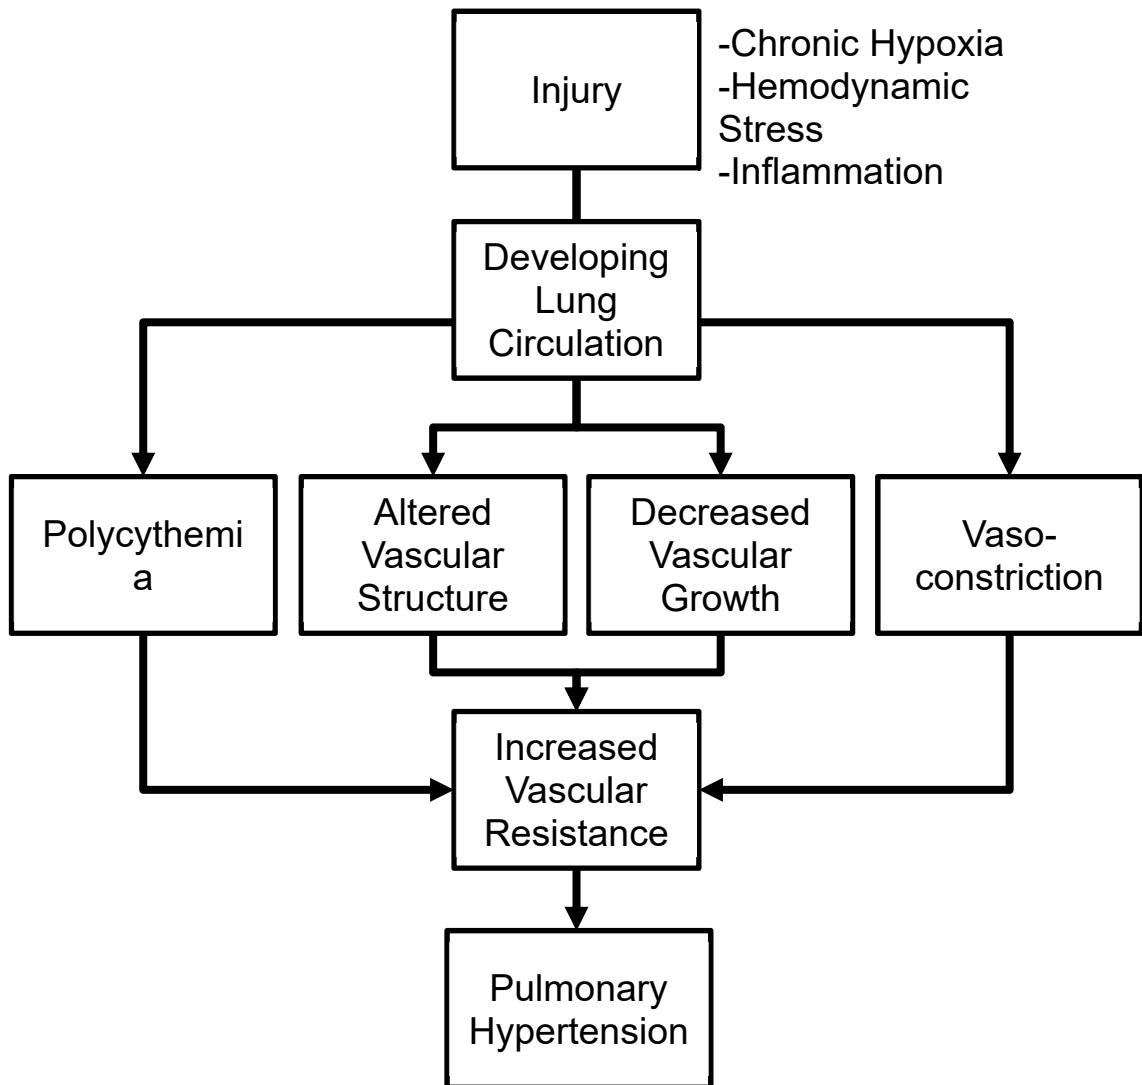 Injury
-Chronic Hypoxia
-Hemodynamic
Stress
-Inflammation
Developing
Lung
Circulation
Polycythemi
a
Altered
Vascular
Structure
Decreased
Vascular
Growth
Vaso-
constriction
Increased
Vascular
Resistance
Pulmonary
Hypertension